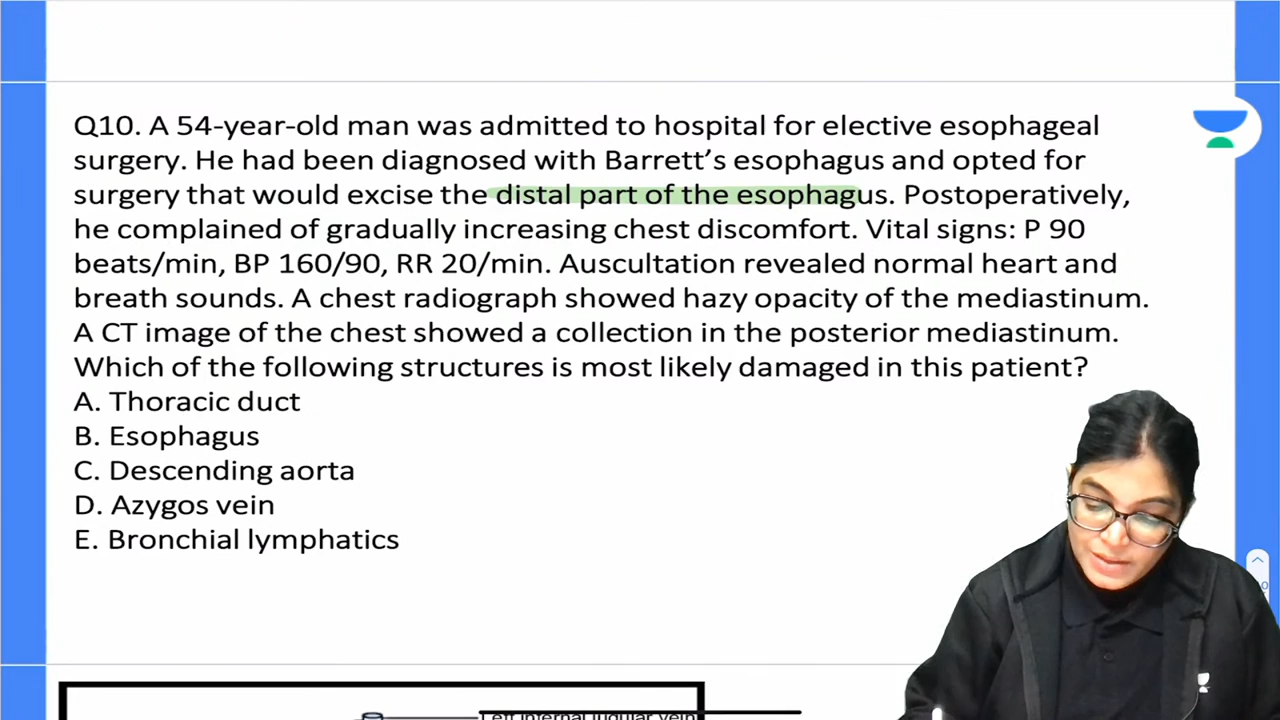 Q10. A 54-year-old man was admitted to hospital for elective esophageal
surgery. He had been diagnosed with Barrett’s esophagus and opted for
surgery that would excise the distal part of the esophagus. Postoperatively,
he complained of gradually increasing chest discomfort. Vital signs: P 90
beats/min, BP 160/90, RR 20/min. Auscultation revealed normal heart and
breath sounds. A chest radiograph showed hazy opacity of the mediastinum.
A CT image of the chest showed a collection in the posterior mediastinum.
Which of the following structures is most likely damaged in this patient?
A. Thoracic duct
B. Esophagus
C. Descending aorta
D. Azygos vein
E. Bronchial lymphatics
Left internal jugular vein